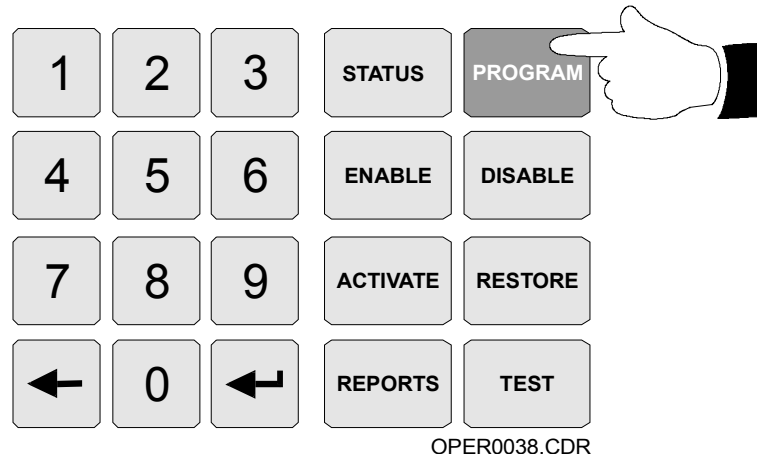 1 2 3 STATUS PROGRAM
4 5 6 ENABLE DISABLE
7 8 9 ACTIVATE RESTORE
0 REPORTS TEST
OPER0038.CDR